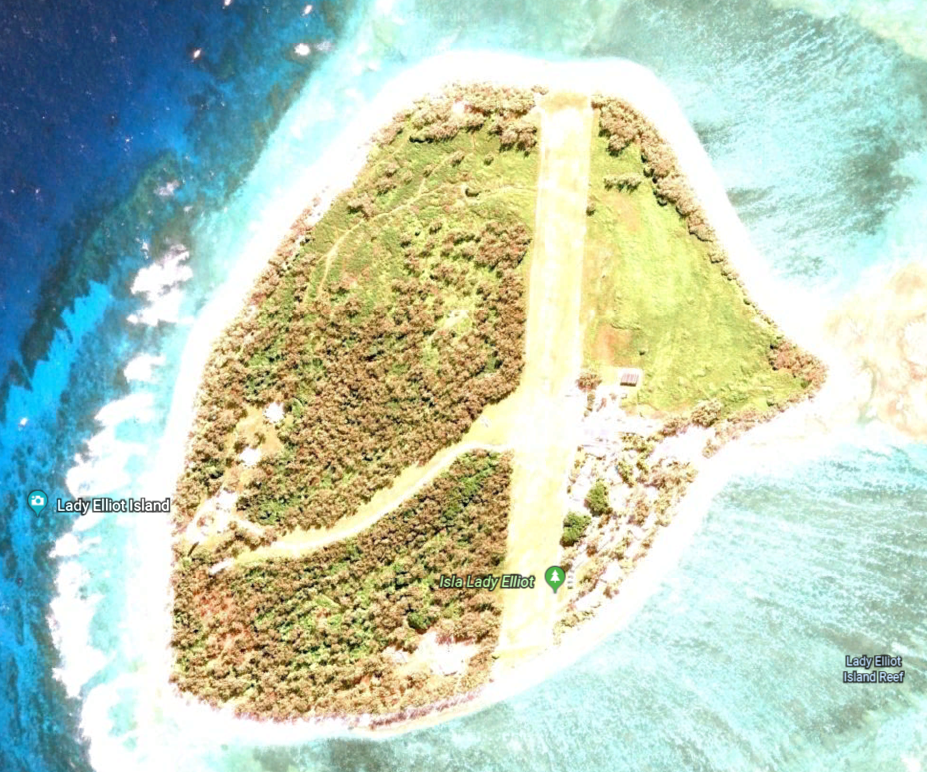 Lady Elliot Island
Isla Lady Elliot
Lady Elliot
Island Reef